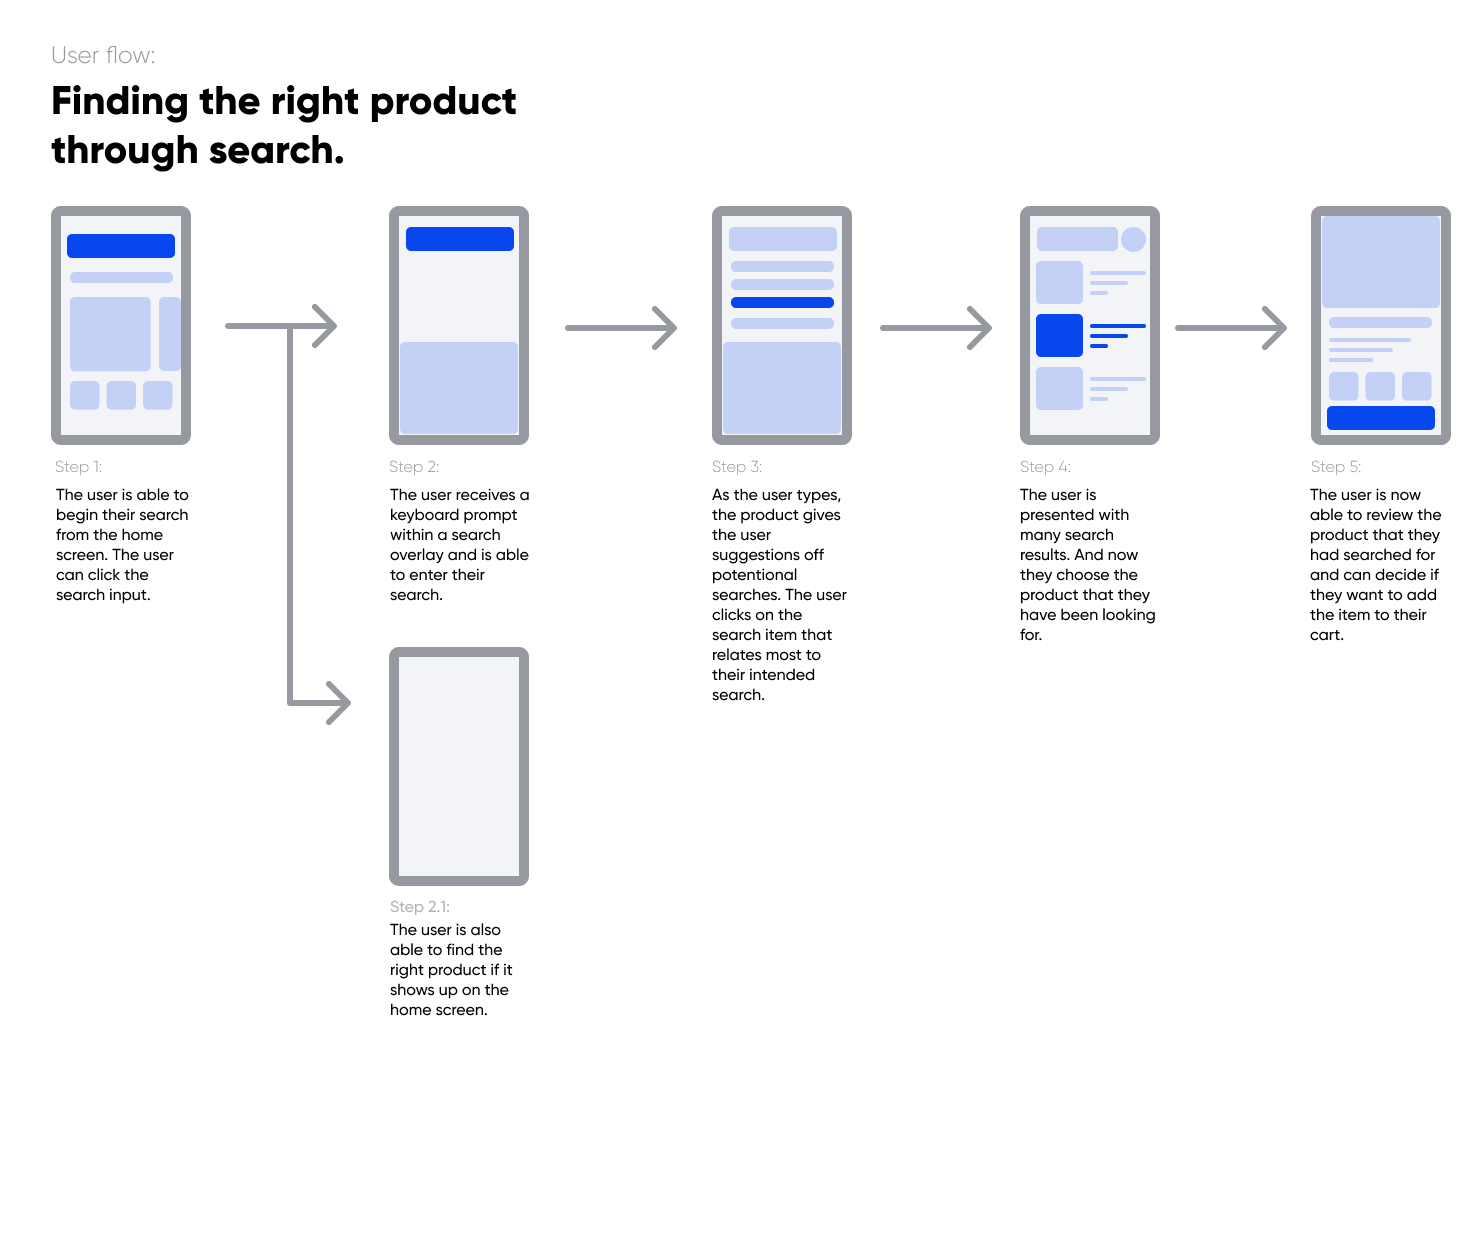 User flow:
Finding the right product
through search.
Step 1:
The user is able to
begin their search
from the home
screen. The user
can click the
search input.
Step 2:
The user receives a
keyboard prompt
within a search
overlay and is able
to enter their
search.
Step 3:
As the user types,
the product gives
the user
suggestions off
potentional
searches. The user
clicks on the
search item that
relates most to
their intended
search.
Step 4:
The user is
presented with
many search
results. And now
they choose the
product that they
have been looking
for.
Step 5:
The user is now
able to review the
product that they
had searched for
and can decide if
they want to add
the item to their
cart.
Step 2.1:
The user is also
able to find the
right product if it
shows up on the
home screen.